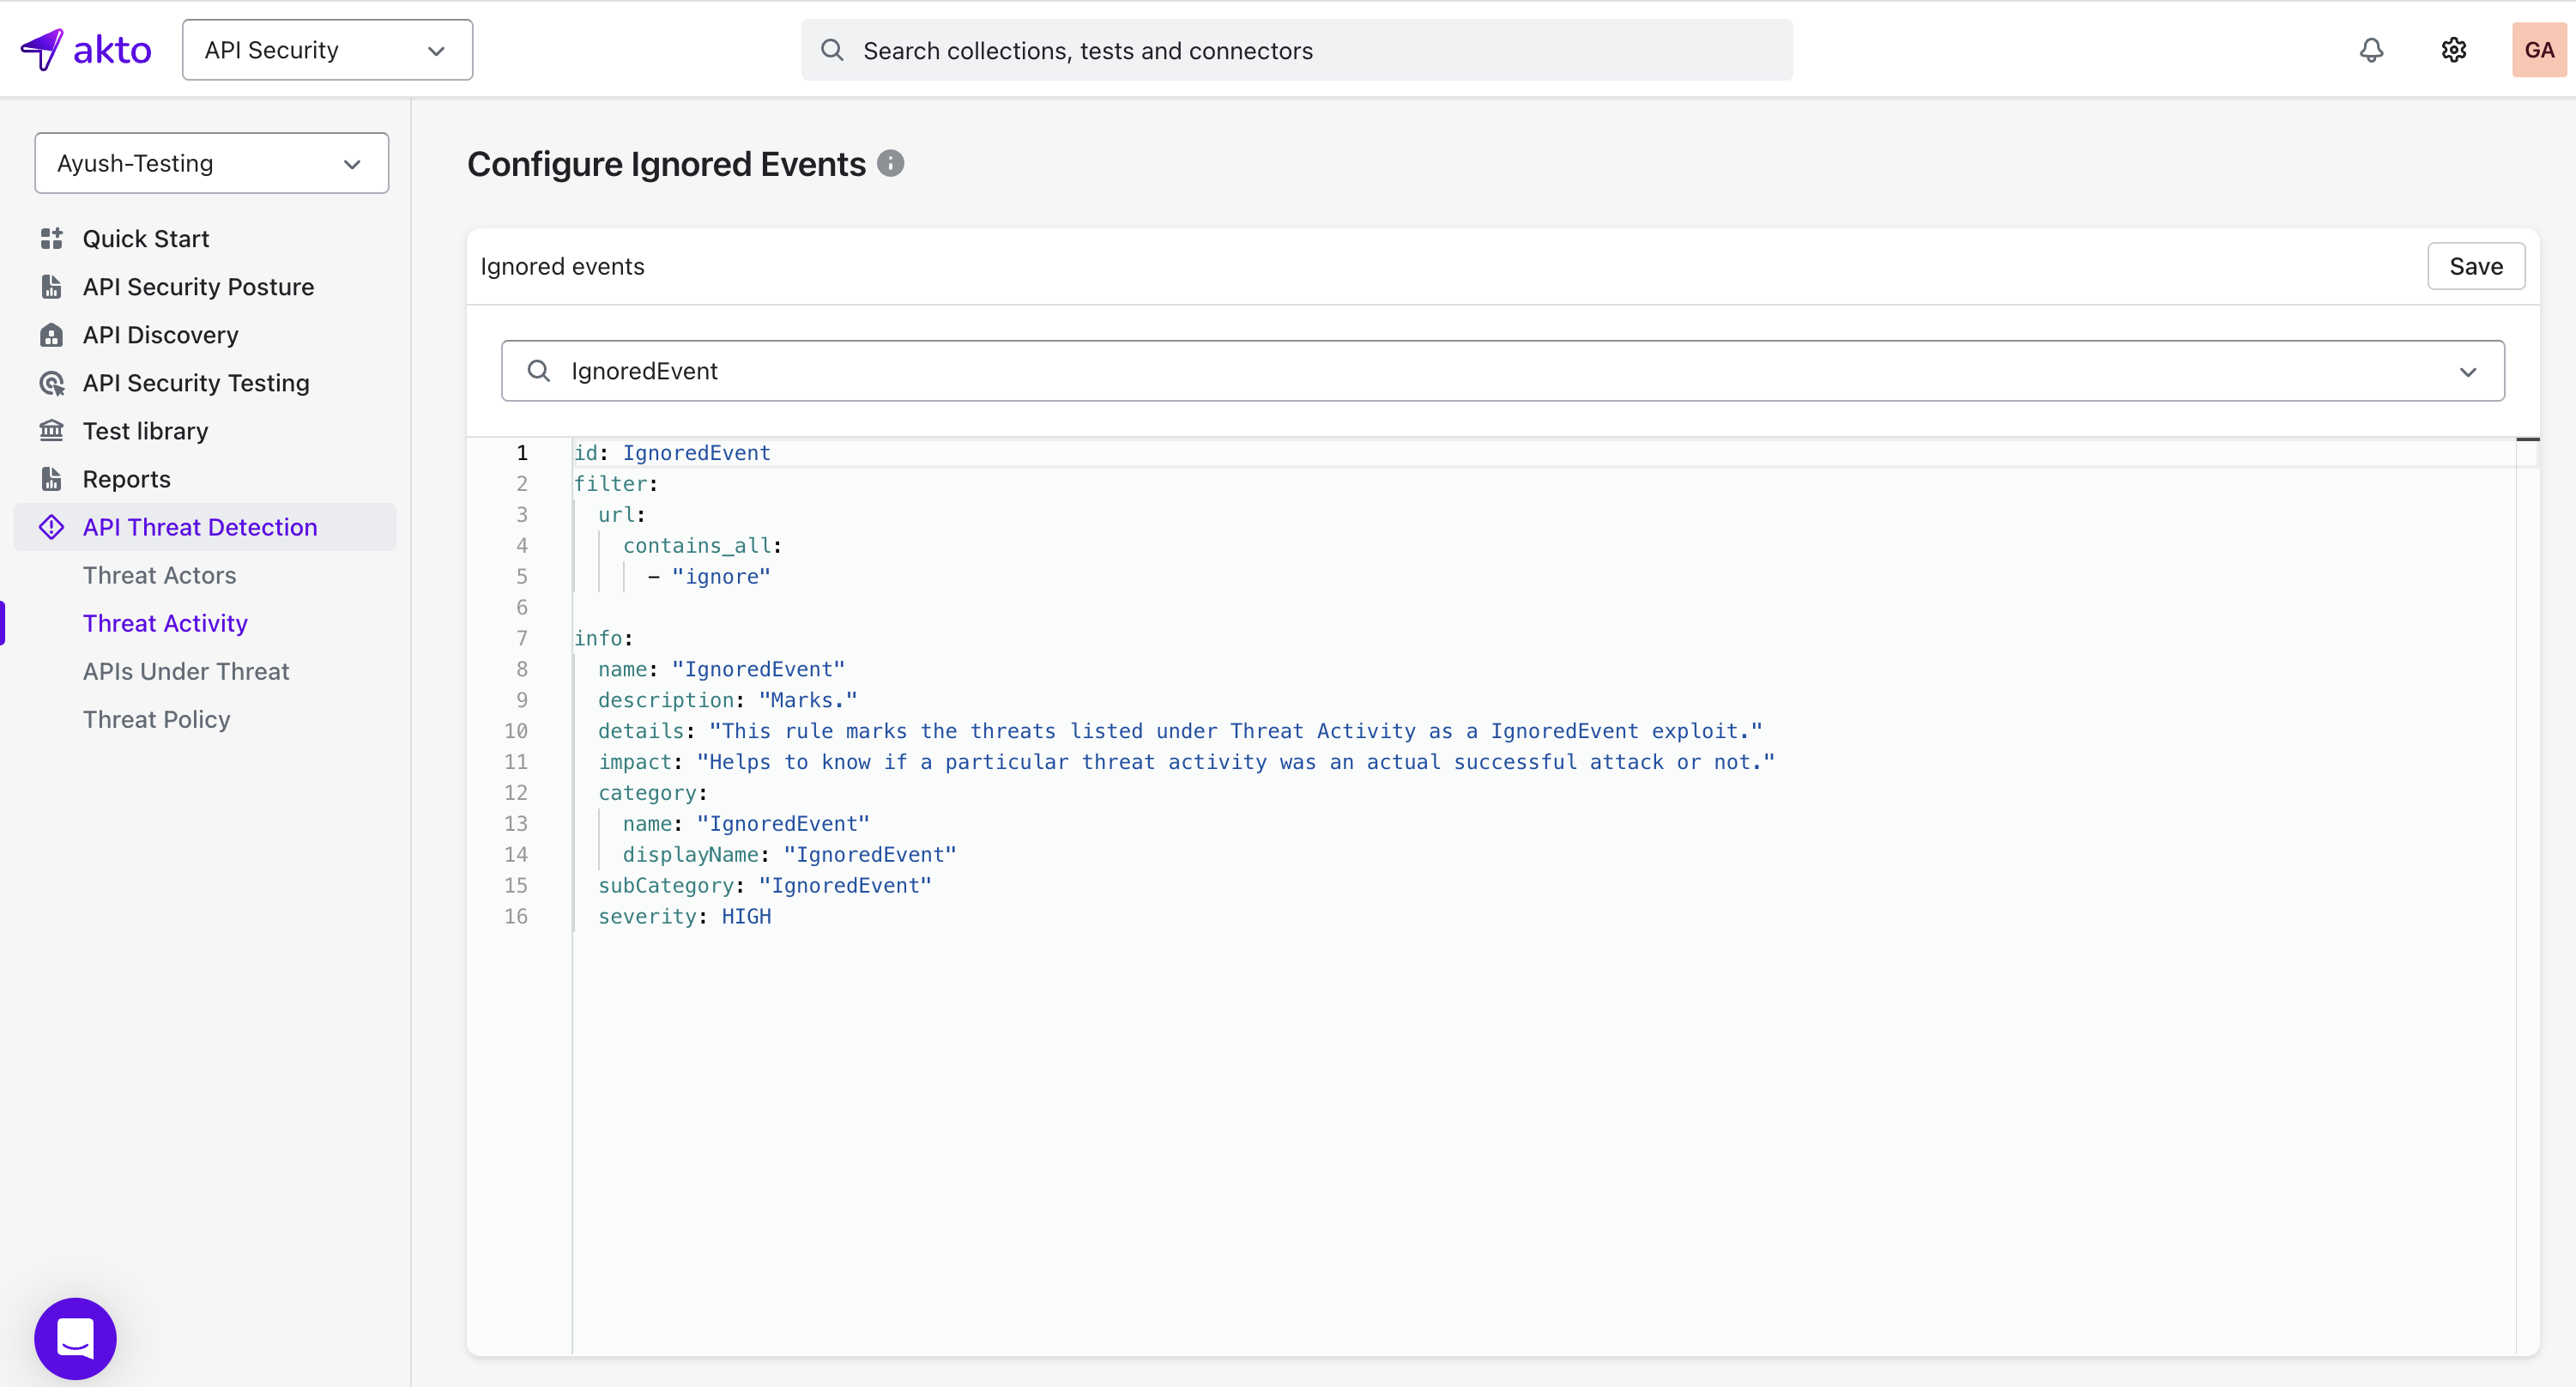 akto
API Security
Search collections, tests and connectors
GA
Ayush-Testing
Quick Start
API Security Posture
API Discovery
API Security Testing
Test library
Reports
API Threat Detection
Threat Actors
Threat Activity
APIs Under Threat
Threat Policy
Configure Ignored Events
Ignored events
Save
IgnoredEvent
1 id: IgnoredEvent
2 filter:
3   url:
4     contains_all:
5       - "ignore"
6
7 info:
8   name: "IgnoredEvent"
9   description: "Marks."
10   details: "This rule marks the threats listed under Threat Activity as a IgnoredEvent exploit."
11   impact: "Helps to know if a particular threat activity was an actual successful attack or not."
12   category:
13     name: "IgnoredEvent"
14     displayName: "IgnoredEvent"
15   subCategory: "IgnoredEvent"
16   severity: HIGH